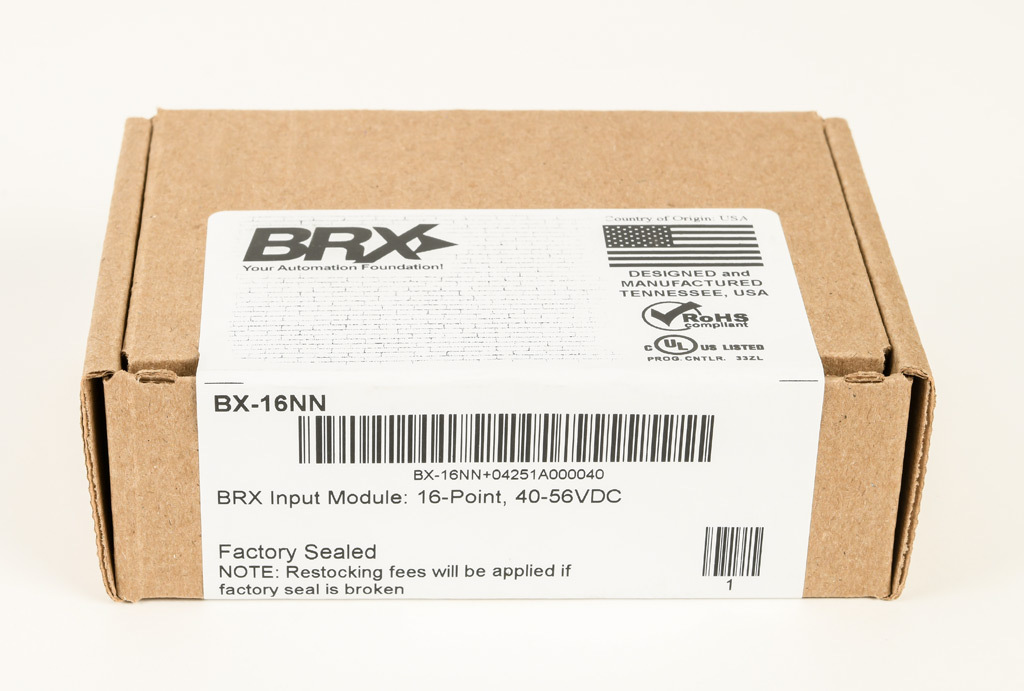 BRX
Your Automation Foundation!
Country of Origin: USA
DESIGNED and
MANUFACTURED
TENNESSEE, USA
RoHS
compliant
C UL US LISTED
PROG. CNTLR. 33ZL
BX-16NN
BX-16NN+04251A000040
BRX Input Module: 16-Point, 40-56VDC
Factory Sealed
NOTE: Restocking fees will be applied if
factory seal is broken
1